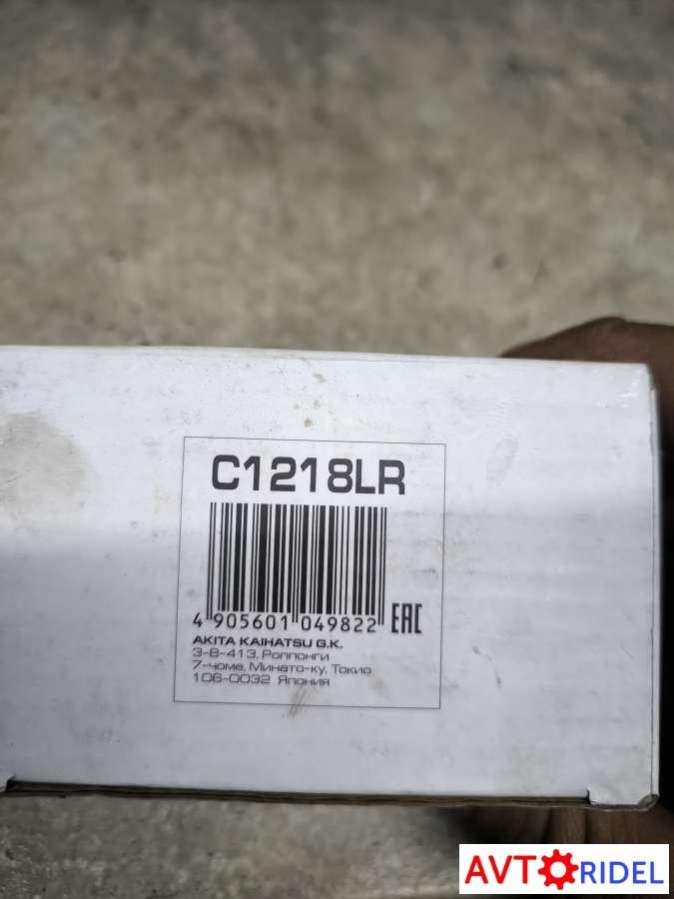 C1218LR
4 905601 049822 EAC
AKITA KAIHATSU G.K.
3-8-413, Роппонги
7-чоме, Минато-ку, Токио
106-0032 Япония
AVTORIDEL